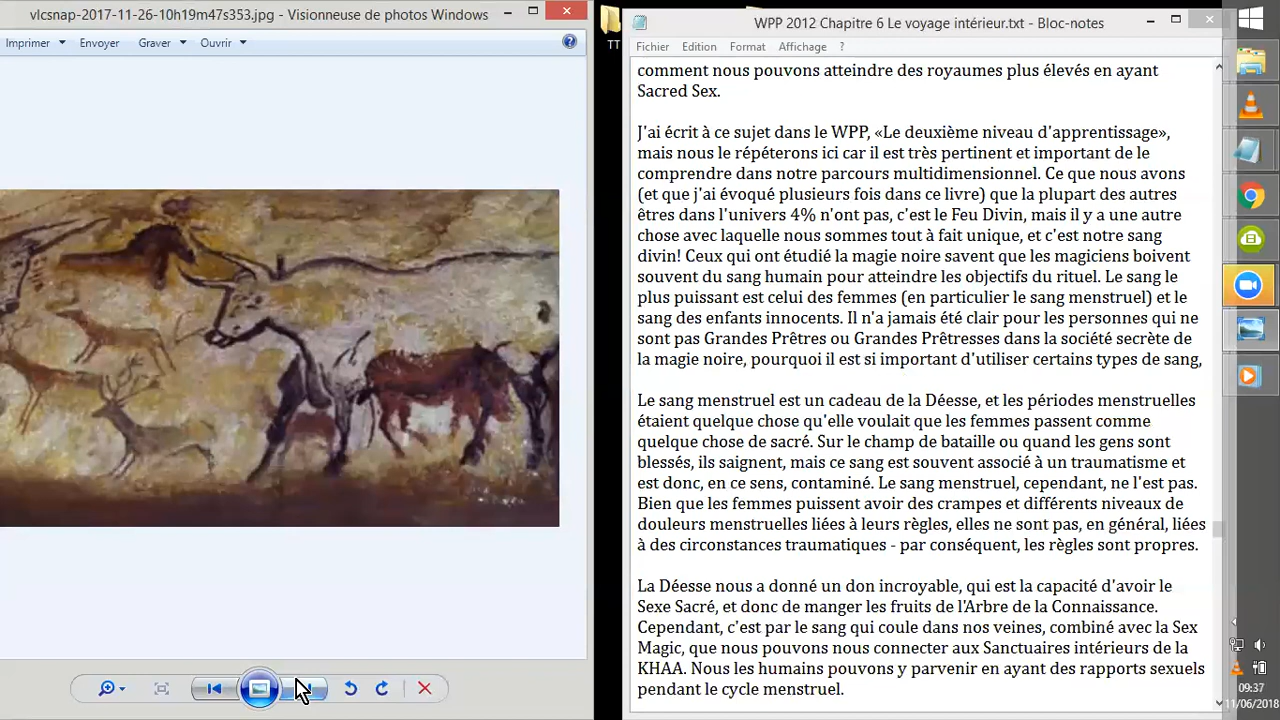 vlcsnap-2017-11-26-10h19m47s353.jpg - Visionneuse de photos Windows
Imprimer Envoyer Graver Ouvrir
TT
WPP 2012 Chapitre 6 Le voyage intérieur.txt - Bloc-notes
Fichier Edition Format Affichage ?
comment nous pouvons atteindre des royaumes plus élevés en ayant
Sacred Sex.
J'ai écrit à ce sujet dans le WPP, «Le deuxième niveau d'apprentissage»,
mais nous le répéterons ici car il est très pertinent et important de le
comprendre dans notre parcours multidimensionnel. Ce que nous avons
(et que j'ai évoqué plusieurs fois dans ce livre) que la plupart des autres
êtres dans l'univers 4% n'ont pas, c'est le Feu Divin, mais il y a une autre
chose avec laquelle nous sommes tout à fait unique, et c'est notre sang
divin! Ceux qui ont étudié la magie noire savent que les magiciens boivent
souvent du sang humain pour atteindre les objectifs du rituel. Le sang le
plus puissant est celui des femmes (en particulier le sang menstruel) et le
sang des enfants innocents. Il n'a jamais été clair pour les personnes qui ne
sont pas Grandes Prêtres ou Grandes Prêtresses dans la société secrète de
la magie noire, pourquoi il est si important d'utiliser certains types de sang,
Le sang menstruel est un cadeau de la Déesse, et les périodes menstruelles
étaient quelque chose qu'elle voulait que les femmes passent comme
quelque chose de sacré. Sur le champ de bataille ou quand les gens sont
blessés, ils saignent, mais ce sang est souvent associé à un traumatisme et
est donc, en ce sens, contaminé. Le sang menstruel, cependant, ne l'est pas.
Bien que les femmes puissent avoir des crampes et différents niveaux de
douleurs menstruelles liées à leurs règles, elles ne sont pas, en général, liées
à des circonstances traumatiques - par conséquent, les règles sont propres.
La Déesse nous a donné un don incroyable, qui est la capacité d'avoir le
Sexe Sacré, et donc de manger les fruits de l'Arbre de la Connaissance.
Cependant, c'est par le sang qui coule dans nos veines, combiné avec la Sex
Magic, que nous pouvons nous connecter aux Sanctuaires intérieurs de la
KHAA. Nous les humains pouvons y parvenir en ayant des rapports sexuels
pendant le cycle menstruel.
09:37
11/06/2018